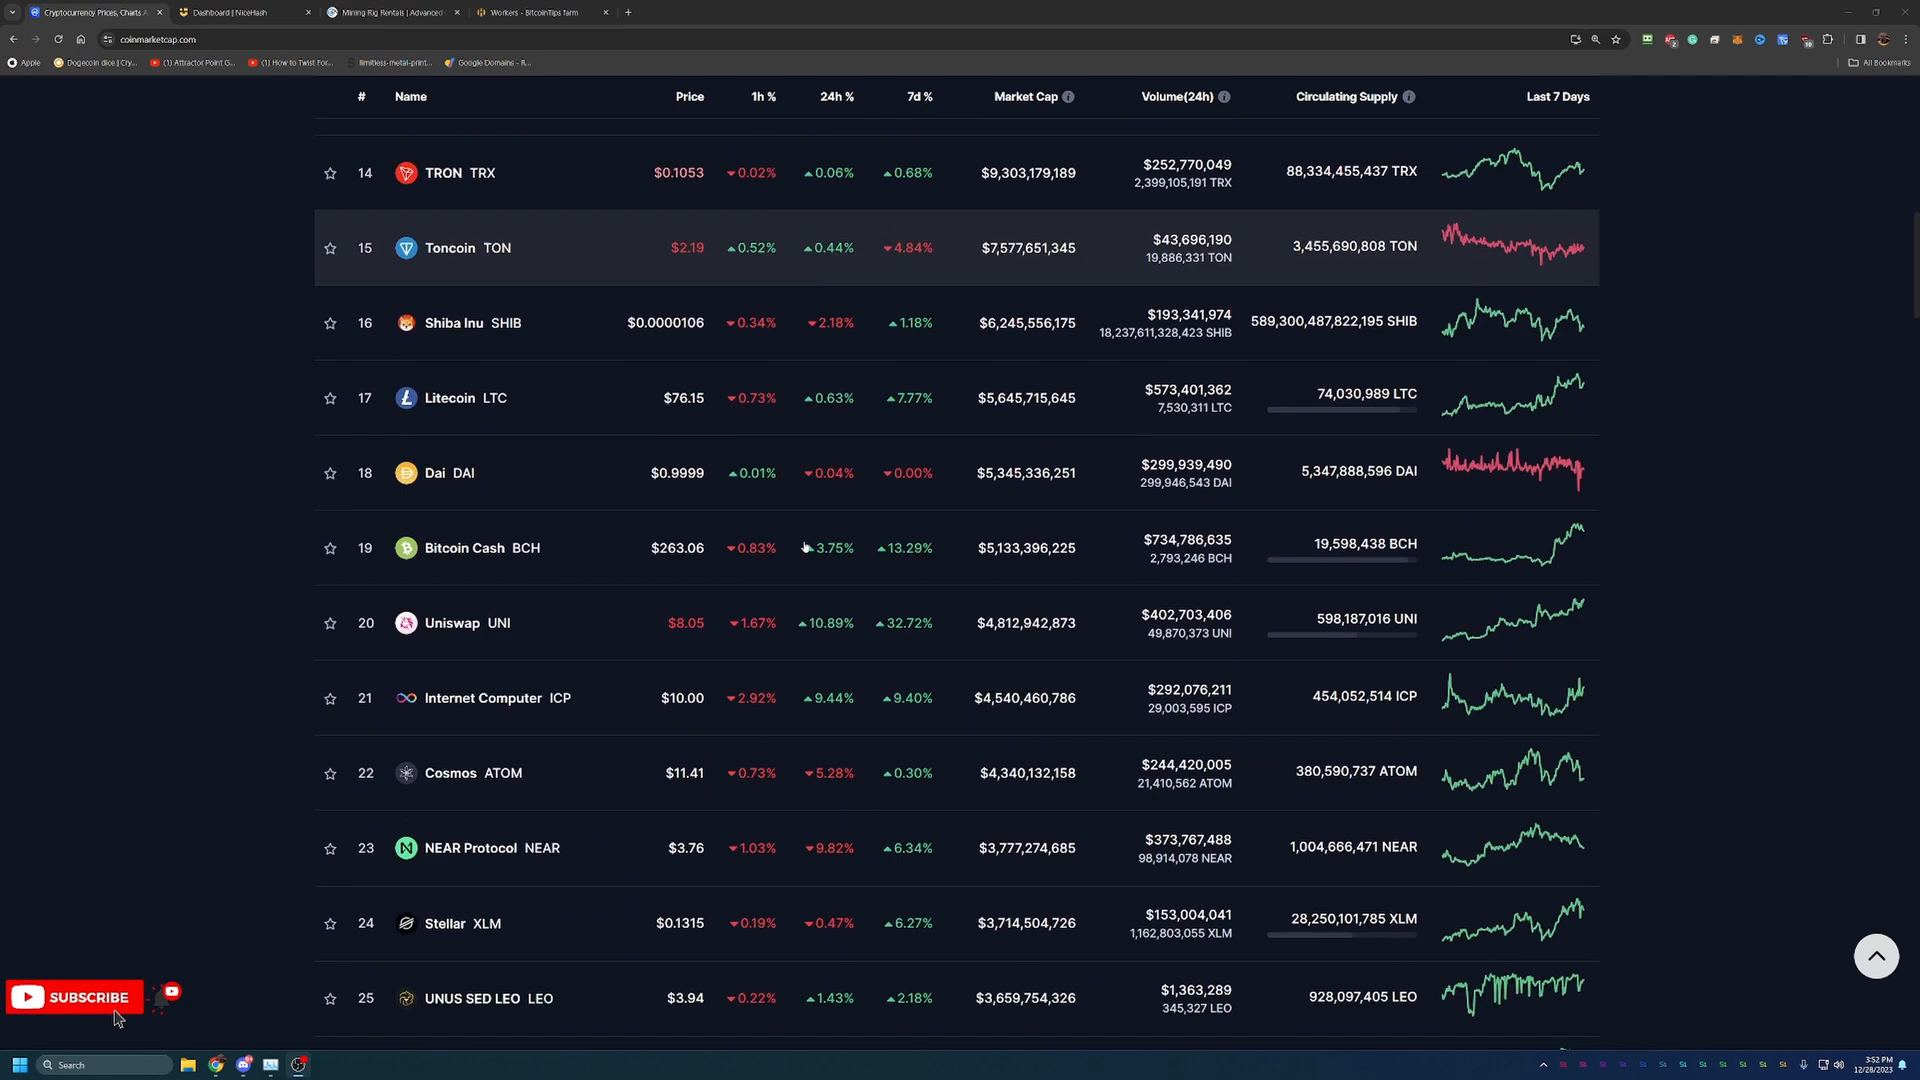 Cryptocurrency Prices, Charts A
Dashboard | NiceHash
Mining Rig Rentals | Advanced
Workers - BitcoinTips farm
coinmarketcap.com
Apple
Dogecoin dice | Cry...
(1) Attractor Point G...
(1) How to Twist For...
limitless-metal-print...
Google Domains - R...
All Bookmarks
# Name Price 1h % 24h % 7d % Market Cap Volume(24h) Circulating Supply Last 7 Days
14 TRON TRX $0.1053 0.02% 0.06% 0.68% $9,303,179,189 $252,770,049 88,334,455,437 TRX
2,399,105,191 TRX
15 Toncoin TON $2.19 0.52% 0.44% 4.84% $7,577,651,345 $43,696,190 3,455,690,808 TON
19,886,331 TON
16 Shiba Inu SHIB $0.0000106 0.34% 2.18% 1.18% $6,245,556,175 $193,341,974 589,300,487,822,195 SHIB
18,237,611,328,423 SHIB
17 Litecoin LTC $76.15 0.73% 0.63% 7.77% $5,645,715,645 $573,401,362 74,030,989 LTC
7,530,311 LTC
18 Dai DAI $0.9999 0.01% 0.04% 0.00% $5,345,336,251 $299,939,490 5,347,888,596 DAI
299,946,543 DAI
19 Bitcoin Cash BCH $263.06 0.83% 3.75% 13.29% $5,133,396,225 $734,786,635 19,598,438 BCH
2,793,246 BCH
20 Uniswap UNI $8.05 1.67% 10.89% 32.72% $4,812,942,873 $402,703,406 598,187,016 UNI
49,870,373 UNI
21 Internet Computer ICP $10.00 2.92% 9.44% 9.40% $4,540,460,786 $292,076,211 454,052,514 ICP
29,003,595 ICP
22 Cosmos ATOM $11.41 0.73% 5.28% 0.30% $4,340,132,158 $244,420,005 380,590,737 ATOM
21,410,562 ATOM
23 NEAR Protocol NEAR $3.76 1.03% 9.82% 6.34% $3,777,274,685 $373,767,488 1,004,666,471 NEAR
98,914,078 NEAR
24 Stellar XLM $0.1315 0.19% 0.47% 6.27% $3,714,504,726 $153,004,041 28,250,101,785 XLM
1,162,803,055 XLM
25 UNUS SED LEO LEO $3.94 0.22% 1.43% 2.18% $3,659,754,326 $1,363,289 928,097,405 LEO
345,327 LEO
SUBSCRIBE
Search
3:52 PM
12/28/2023